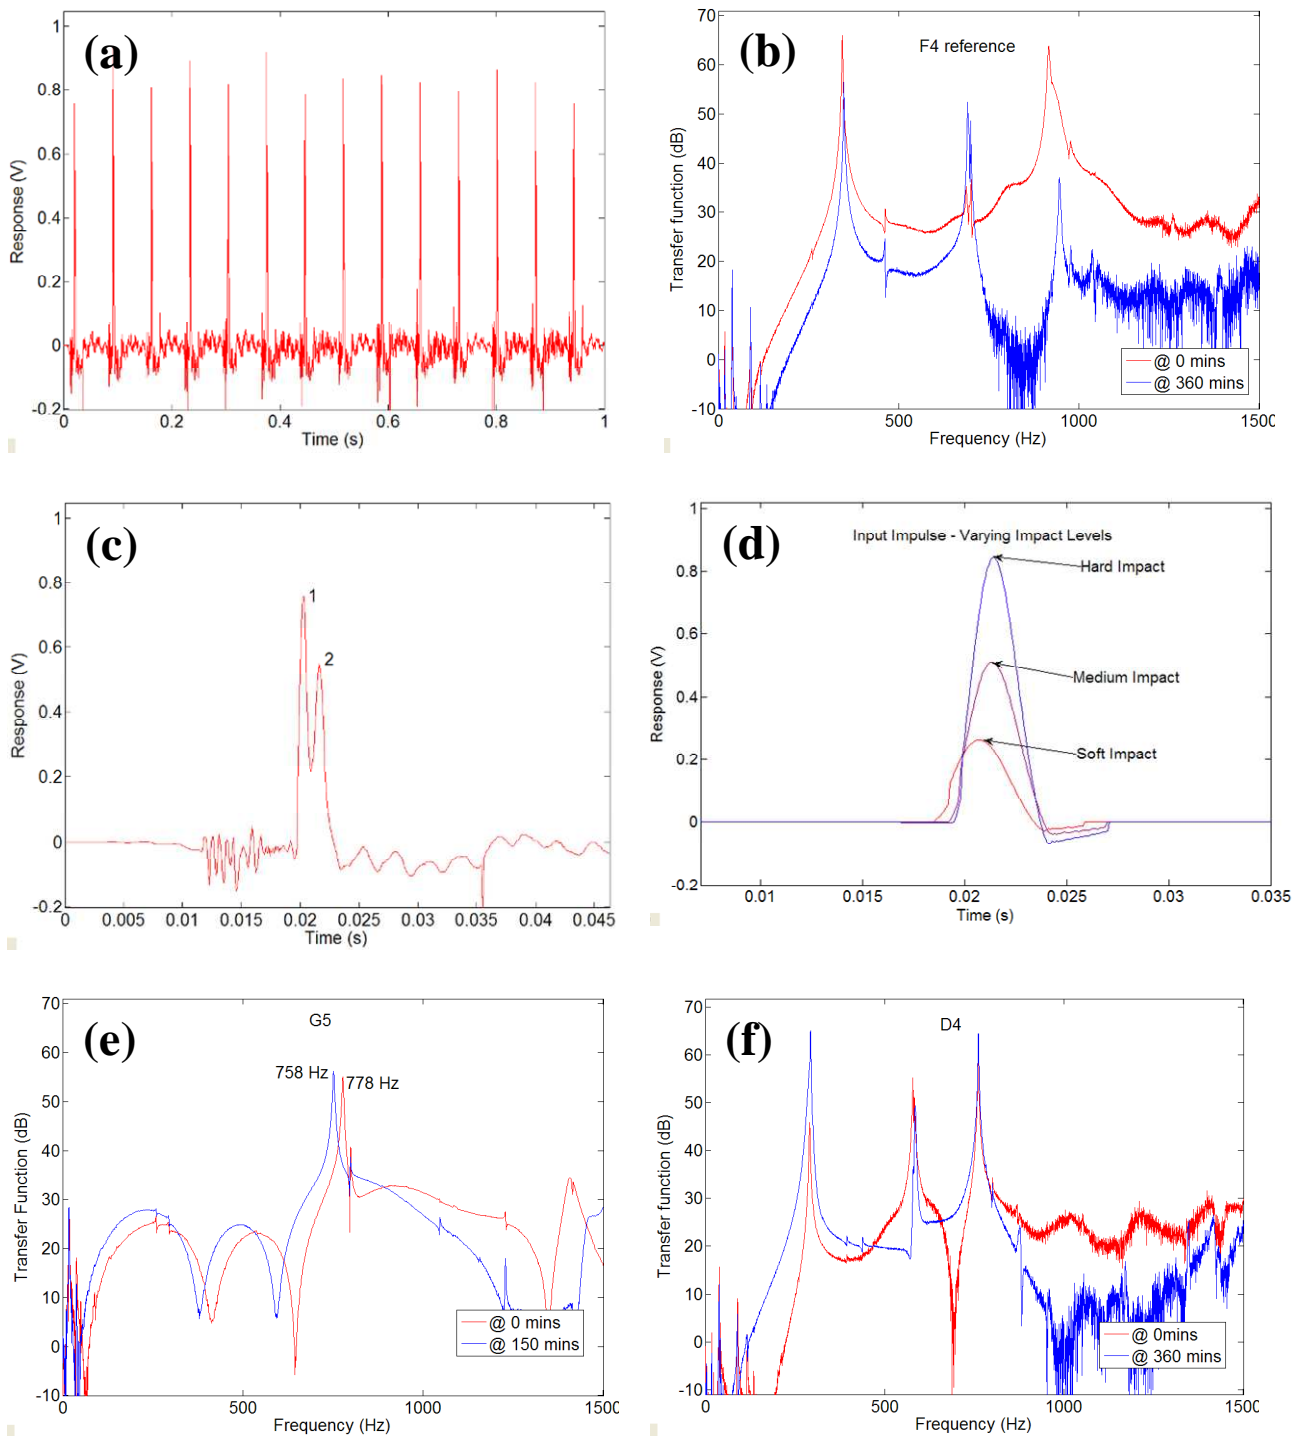 (a)
1
0.8
0.6
0.4
0.2
0
-0.2
Response (V)
0 0.2 0.4 0.6 0.8 1
Time (s)
(b)
F4 reference
70
60
50
40
30
20
10
0
-10
Transfer function (dB)
@ 0 mins
@ 360 mins
0 500 1000 1500
Frequency (Hz)
(c)
1
0.8
0.6
0.4
0.2
0
-0.2
Response (V)
1
2
0 0.005 0.01 0.015 0.02 0.025 0.03 0.035 0.04 0.045
Time (s)
(d)
Input Impulse - Varying Impact Levels
Hard Impact
Medium Impact
Soft Impact
1
0.8
0.6
0.4
0.2
0
-0.2
Response (V)
0.01 0.015 0.02 0.025 0.03 0.035
Time (s)
(e)
G5
758 Hz
778 Hz
70
60
50
40
30
20
10
0
-10
Transfer Function (dB)
@ 0 mins
@ 150 mins
0 500 1000 1500
Frequency (Hz)
(f)
D4
70
60
50
40
30
20
10
0
-10
Transfer function (dB)
@ 0mins
@ 360 mins
0 500 1000 1500
Frequency (Hz)